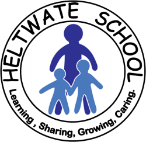 HELTWATE SCHOOL
Learning, Sharing, Growing, Caring.